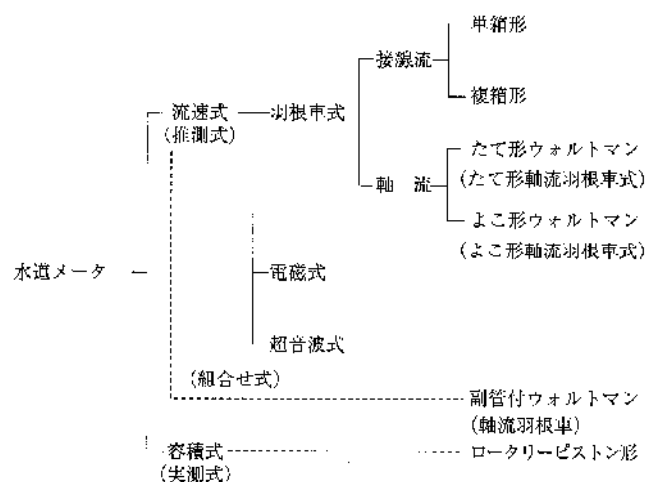 単箱形
接線流
複箱形
流速式
(推測式)
羽根車式
たて形ウォルトマン
(たて形軸流羽根車式)
軸 流
よこ形ウォルトマン
(よこ形軸流羽根車式)
水道メータ
電磁式
超音波式
(組合せ式)
副管付ウォルトマン
(軸流羽根車)
容積式
(実測式)
ロータリーピストン形